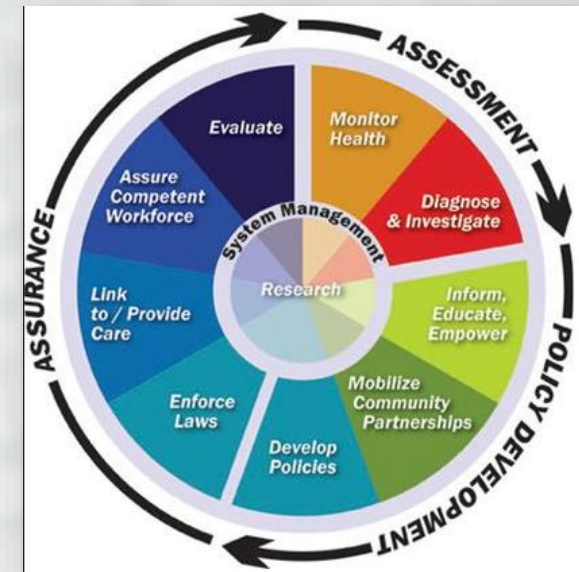 ASSESSMENT
Monitor
Health
Diagnose
& Investigate
POLICY DEVELOPMENT
Inform,
Educate,
Empower
Mobilize
Community
Partnerships
Develop
Policies
ASSURANCE
Enforce
Laws
Link
to / Provide
Care
Assure
Competent
Workforce
Evaluate
System Management
Research